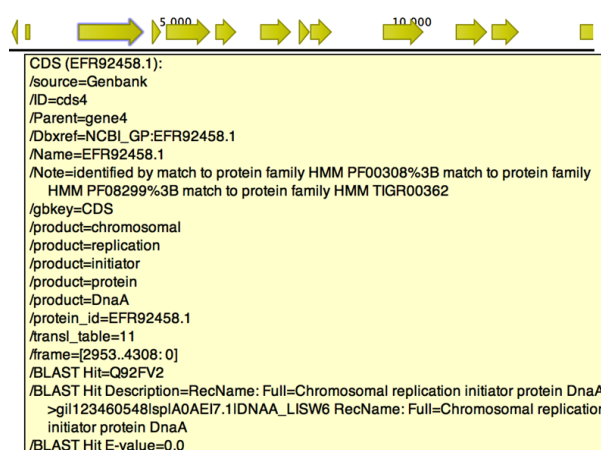 5,000 10,000
CDS (EFR92458.1):
/source=Genbank
/ID=cds4
/Parent=gene4
/Dbxref=NCBI_GP:EFR92458.1
/Name=EFR92458.1
/Note=identified by match to protein family HMM PF00308%3B match to protein family
HMM PF08299%3B match to protein family HMM TIGR00362
/gbkey=CDS
/product=chromosomal
/product=replication
/product=initiator
/product=protein
/product=DnaA
/protein_id=EFR92458.1
/transl_table=11
/frame=[2953..4308: 0]
/BLAST Hit=Q92FV2
/BLAST Hit Description=RecName: Full=Chromosomal replication initiator protein DnaA
>gi|123460548|sp|A0AEI7.1|DNAA_LISW6 RecName: Full=Chromosomal replication
initiator protein DnaA
/BLAST Hit E-value=0.0